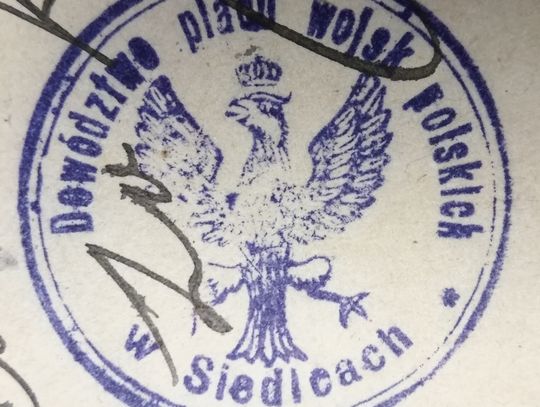 Dowództwo placu wojsk polskich
w Siedlcach *